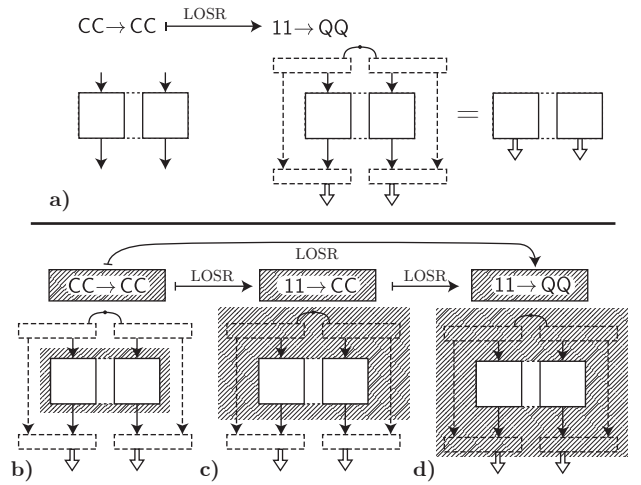 LOSR
CC→CC 11→QQ
=
a)
LOSR
CC→CC LOSR 11→CC LOSR 11→QQ
b) c) d)